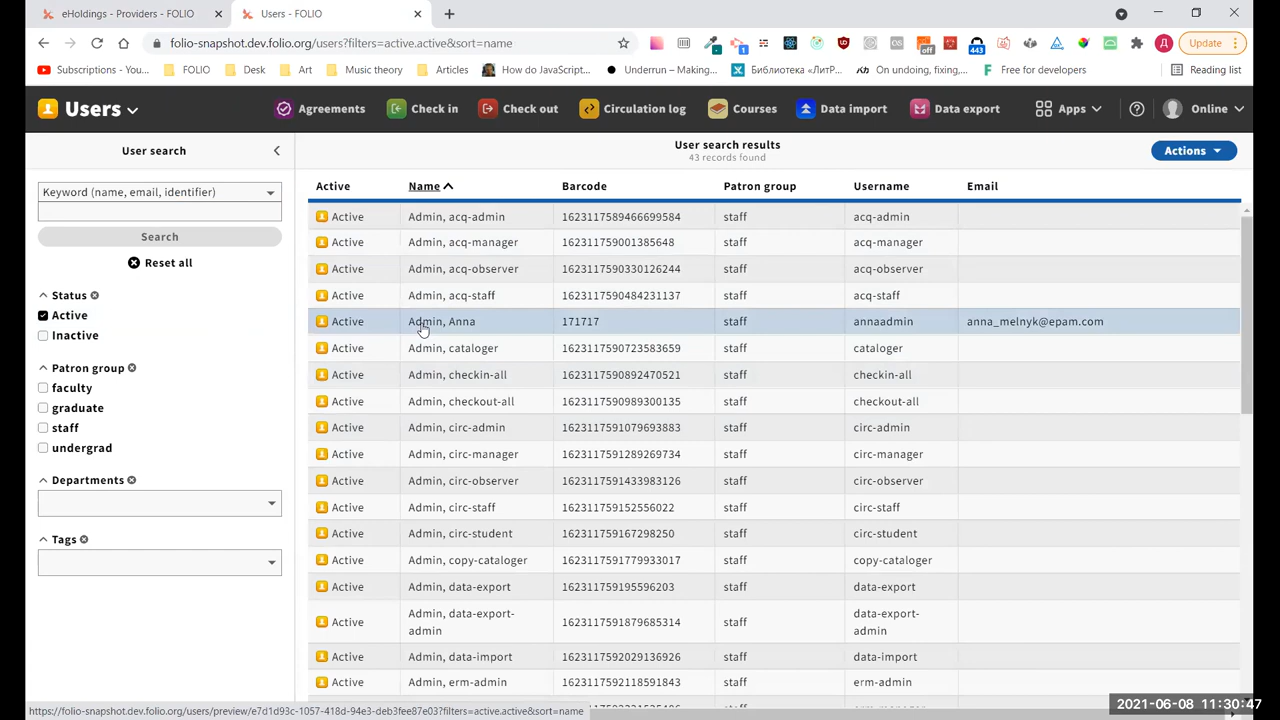 eHoldings - Providers - FOLIO
Users - FOLIO
folio-snapshot.dev.folio.org/users?filters=active.active&sort=name
off
443
Д
Update
Subscriptions - You...
FOLIO
Desk
Art
Music theory
Articles
How do JavaScript...
Underrun – Making...
Библиотека «ЛитР...
Kh
On undoing, fixing,...
Free for developers
Reading list
Users
Agreements
Check in
Check out
Circulation log
Courses
Data import
Data export
Apps
Online
User search
User search results
43 records found
Actions
Keyword (name, email, identifier)
Search
Reset all
Status
Active
Inactive
Patron group
faculty
graduate
staff
undergrad
Departments
Tags
Active Name Barcode Patron group Username Email
Active Admin, acq-admin 1623117589466699584 staff acq-admin
Active Admin, acq-manager 162311759001385648 staff acq-manager
Active Admin, acq-observer 1623117590330126244 staff acq-observer
Active Admin, acq-staff 1623117590484231137 staff acq-staff
Active Admin, Anna 171717 staff annaadmin anna_melnyk@epam.com
Active Admin, cataloger 1623117590723583659 staff cataloger
Active Admin, checkin-all 1623117590892470521 staff checkin-all
Active Admin, checkout-all 1623117590989300135 staff checkout-all
Active Admin, circ-admin 1623117591079693883 staff circ-admin
Active Admin, circ-manager 1623117591289269734 staff circ-manager
Active Admin, circ-observer 1623117591433983126 staff circ-observer
Active Admin, circ-staff 162311759152556022 staff circ-staff
Active Admin, circ-student 162311759167298250 staff circ-student
Active Admin, copy-cataloger 1623117591779933017 staff copy-cataloger
Active Admin, data-export 162311759195596203 staff data-export
Active Admin, data-export-admin 1623117591879685314 staff data-export-admin
Active Admin, data-import 1623117592029136926 staff data-import
Active Admin, erm-admin 1623117592118591843 staff erm-admin
https://folio-snapshot.dev.folio.org/users/preview/e7d1d93c-1057-418d-94e3-deb3fee87e03?filters=active.active&sort=name
2021-06-08 11:30:47